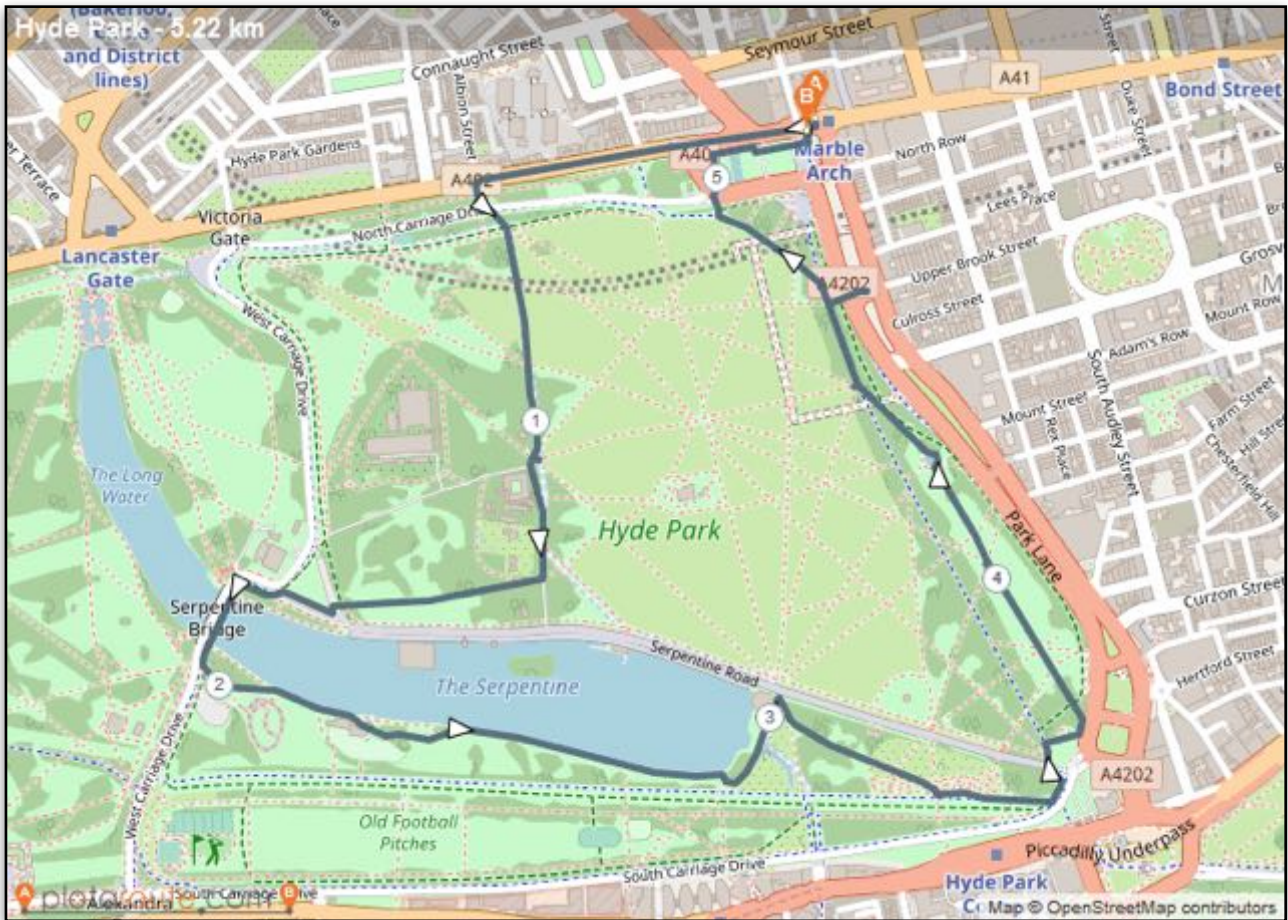 Hyde Park - 5.22 km
(Bakerloo,
and District
lines)
Connaught Street
Seymour Street
A41
Bond Street
Albion Street
Duke Street
Street
Hyde Park Gardens
Terrace
B
A
Marble
Arch
North Row
A40
A402
5
Lees Place
Victoria
Gate
North Carriage Drive
Lancaster
Gate
Upper Brook Street
A4202
Culross Street
Mount Row
Adam's Row
West Carriage Drive
South Audley Street
Mount Street
Rex Place
Farm Street
Hill Street
Chesterfield Hill
1
The Long
Water
Hyde Park
Park Lane
4
Curzon Street
Serpentine
Bridge
Hertford Street
Serpentine Road
2
The Serpentine
3
West Carriage Drive
A4202
Old Football
Pitches
Piccadilly Underpass
South Carriage Drive
Hyde Park
A
plotaroute.com
South Carriage Drive
B
Alexandra
Map © OpenStreetMap contributors